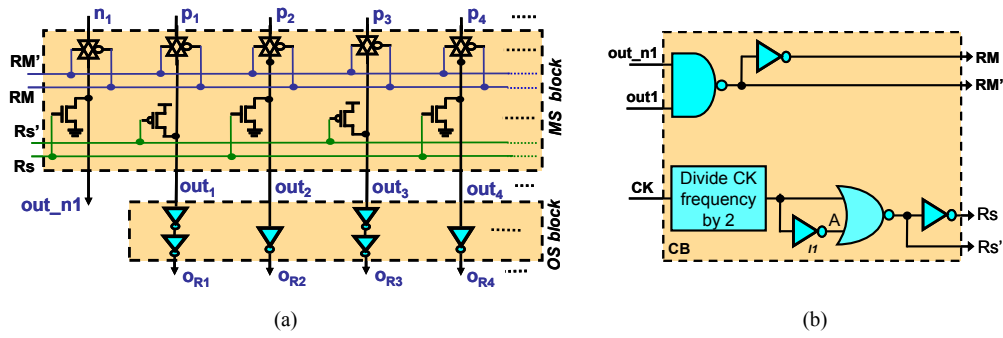 n1 p1 p2 p3 p4
RM'
RM
Rs'
Rs
MS block
out_n1
out1 out2 out3 out4
OS block
oR1 oR2 oR3 oR4
(a)
out_n1
out1
RM
RM'
CK
Divide CK
frequency
by 2
A
I1
CB
Rs
Rs'
(b)